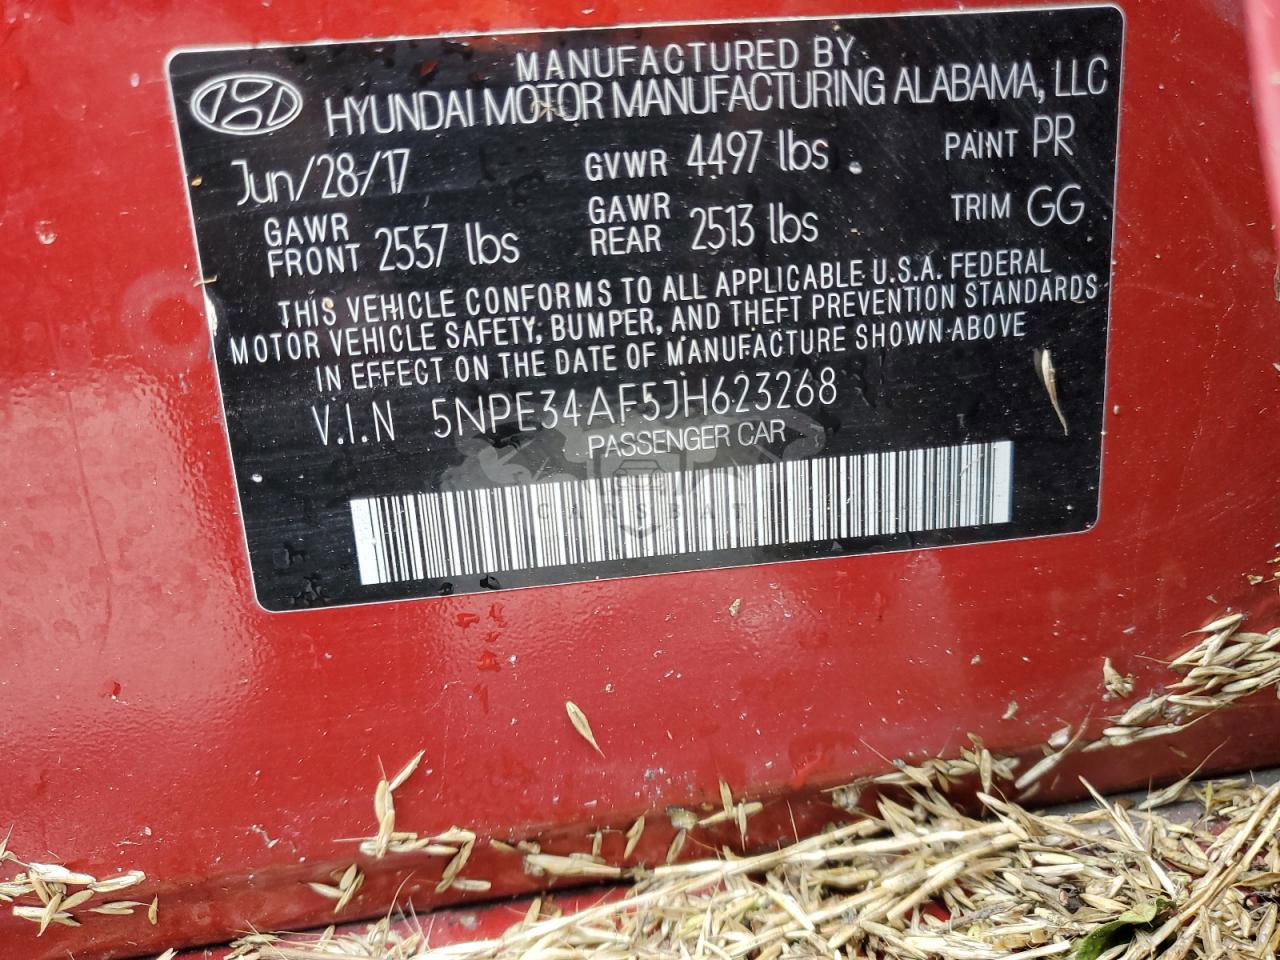 MANUFACTURED BY
HYUNDAI MOTOR MANUFACTURING ALABAMA, LLC
Jun/28/17 GVWR 4497 lbs PAINT PR
GAWR FRONT 2557 lbs GAWR REAR 2513 lbs TRIM GG
THIS VEHICLE CONFORMS TO ALL APPLICABLE U.S.A. FEDERAL
MOTOR VEHICLE SAFETY, BUMPER, AND THEFT PREVENTION STANDARDS
IN EFFECT ON THE DATE OF MANUFACTURE SHOWN ABOVE
V.I.N 5NPE34AF5JH623268
PASSENGER CAR
CARSBAT